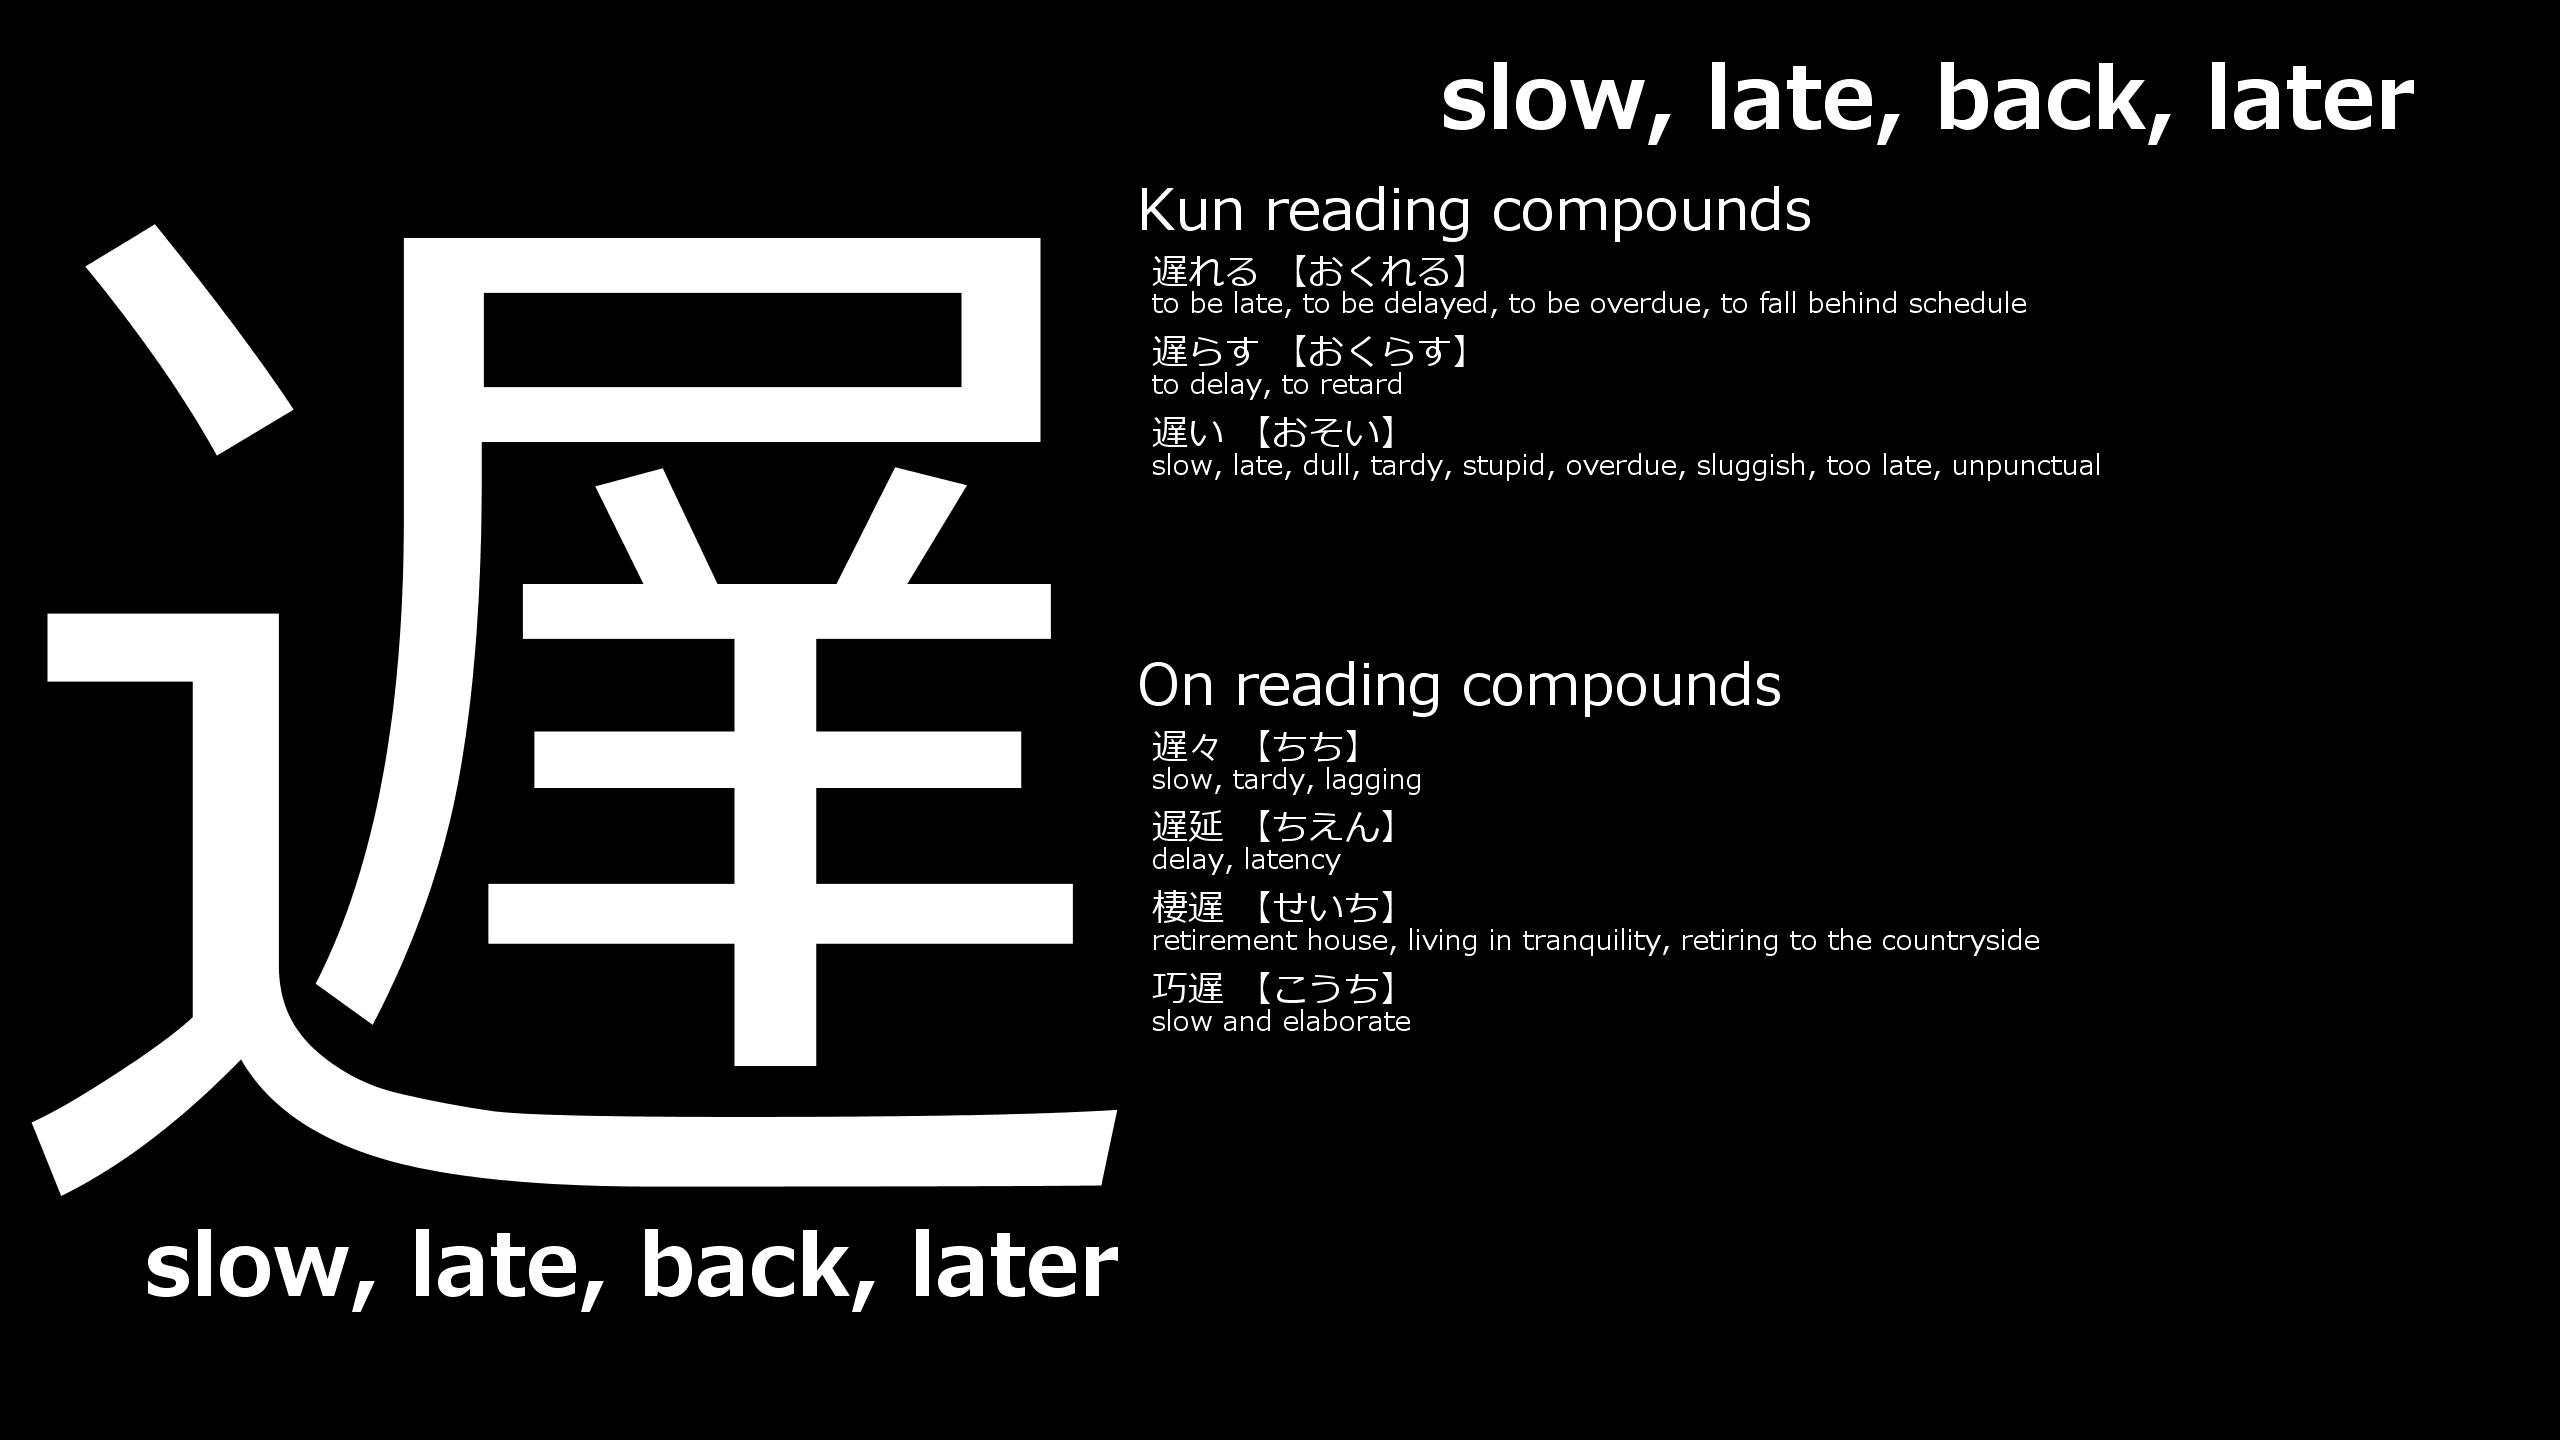 遅
slow, late, back, later
slow, late, back, later
Kun reading compounds
遅れる 【おくれる】
to be late, to be delayed, to be overdue, to fall behind schedule
遅らす 【おくらす】
to delay, to retard
遅い 【おそい】
slow, late, dull, tardy, stupid, overdue, sluggish, too late, unpunctual
On reading compounds
遅々 【ちち】
slow, tardy, lagging
遅延 【ちえん】
delay, latency
棲遅 【せいち】
retirement house, living in tranquility, retiring to the countryside
巧遅 【こうち】
slow and elaborate